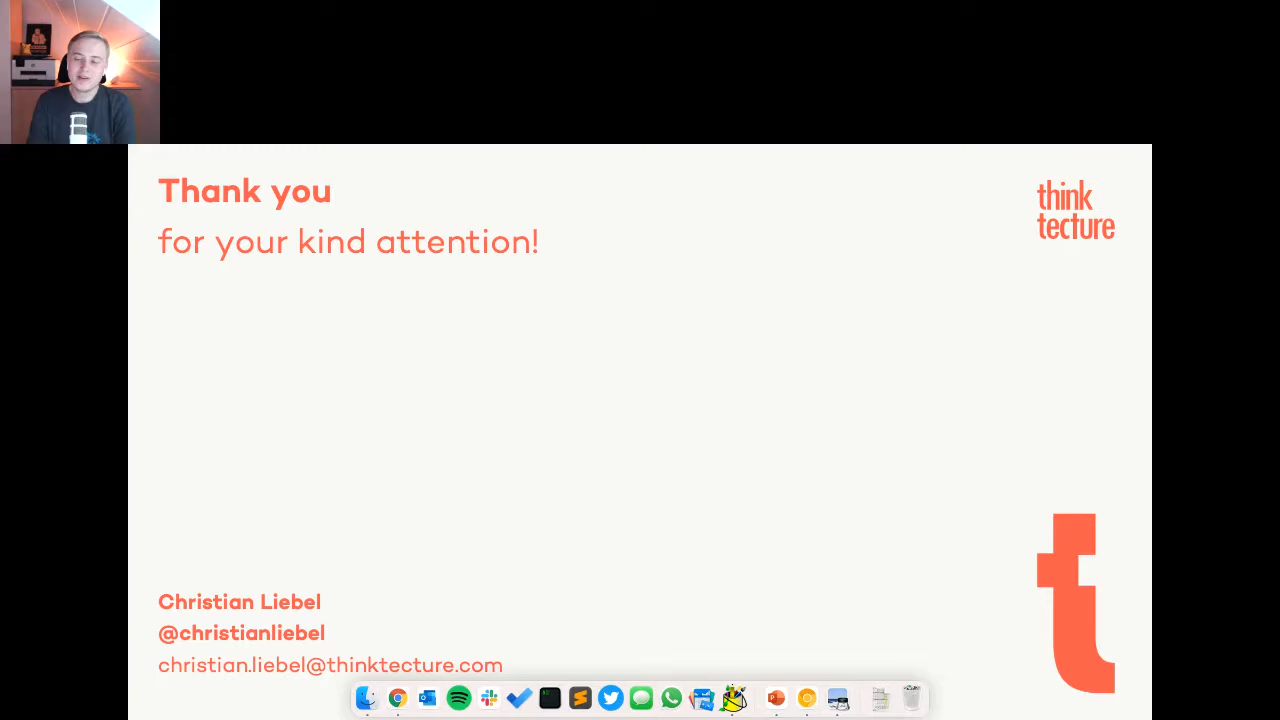 Thank you
for your kind attention!
think
tecture
t
Christian Liebel
@christianliebel
christian.liebel@thinktecture.com